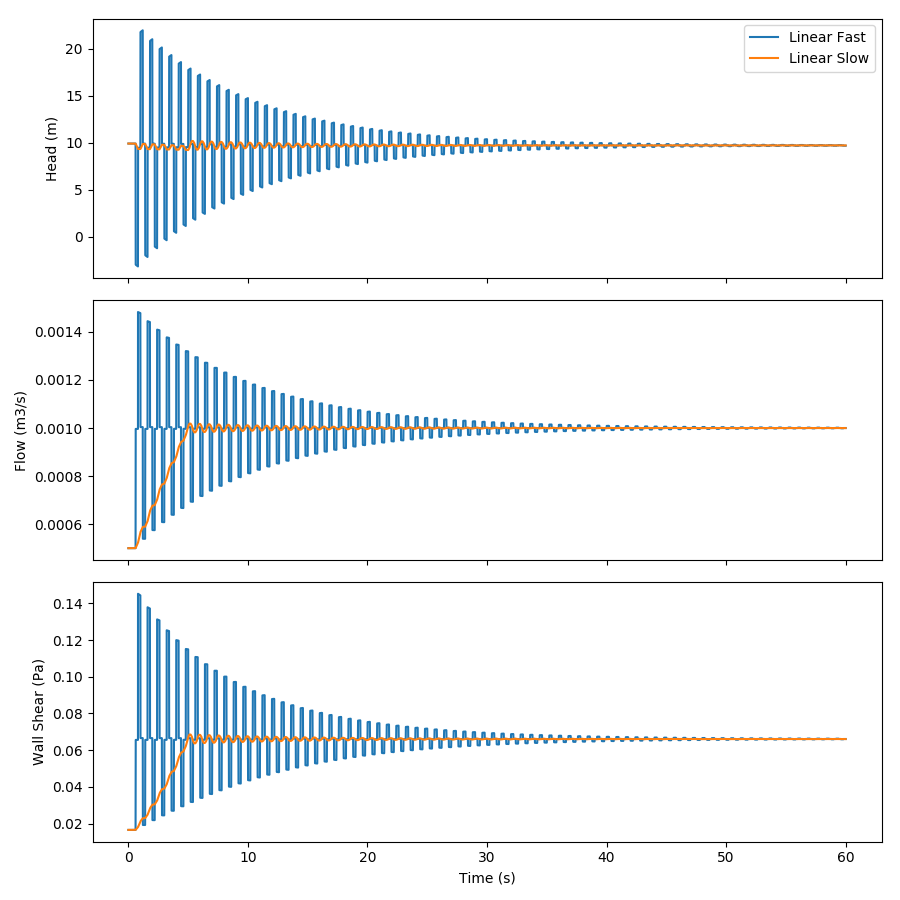 Linear Fast
Linear Slow
20
15
10
5
0
Head (m)
0.0014
0.0012
0.0010
0.0008
0.0006
Flow (m3/s)
0.14
0.12
0.10
0.08
0.06
0.04
0.02
Wall Shear (Pa)
0 10 20 30 40 50 60
Time (s)